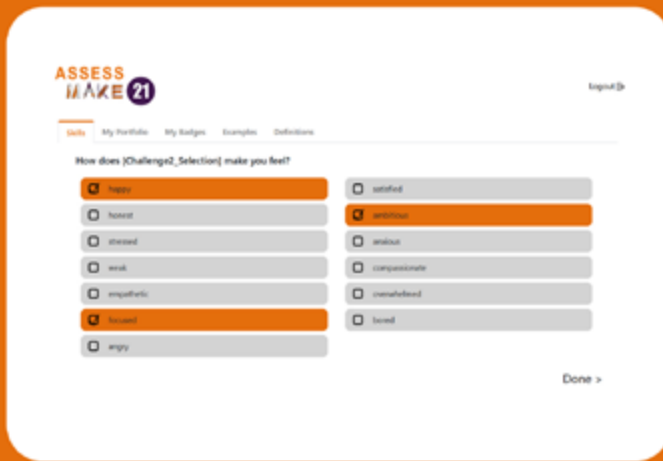 ASSESS
MAKE 21
Logout
Skills My Portfolio My Badges Examples Definitions
How does [Challenge2_Selection] make you feel?
happy
honest
stressed
weak
empathetic
focused
angry
satisfied
ambitious
anxious
compassionate
overwhelmed
bored
Done >